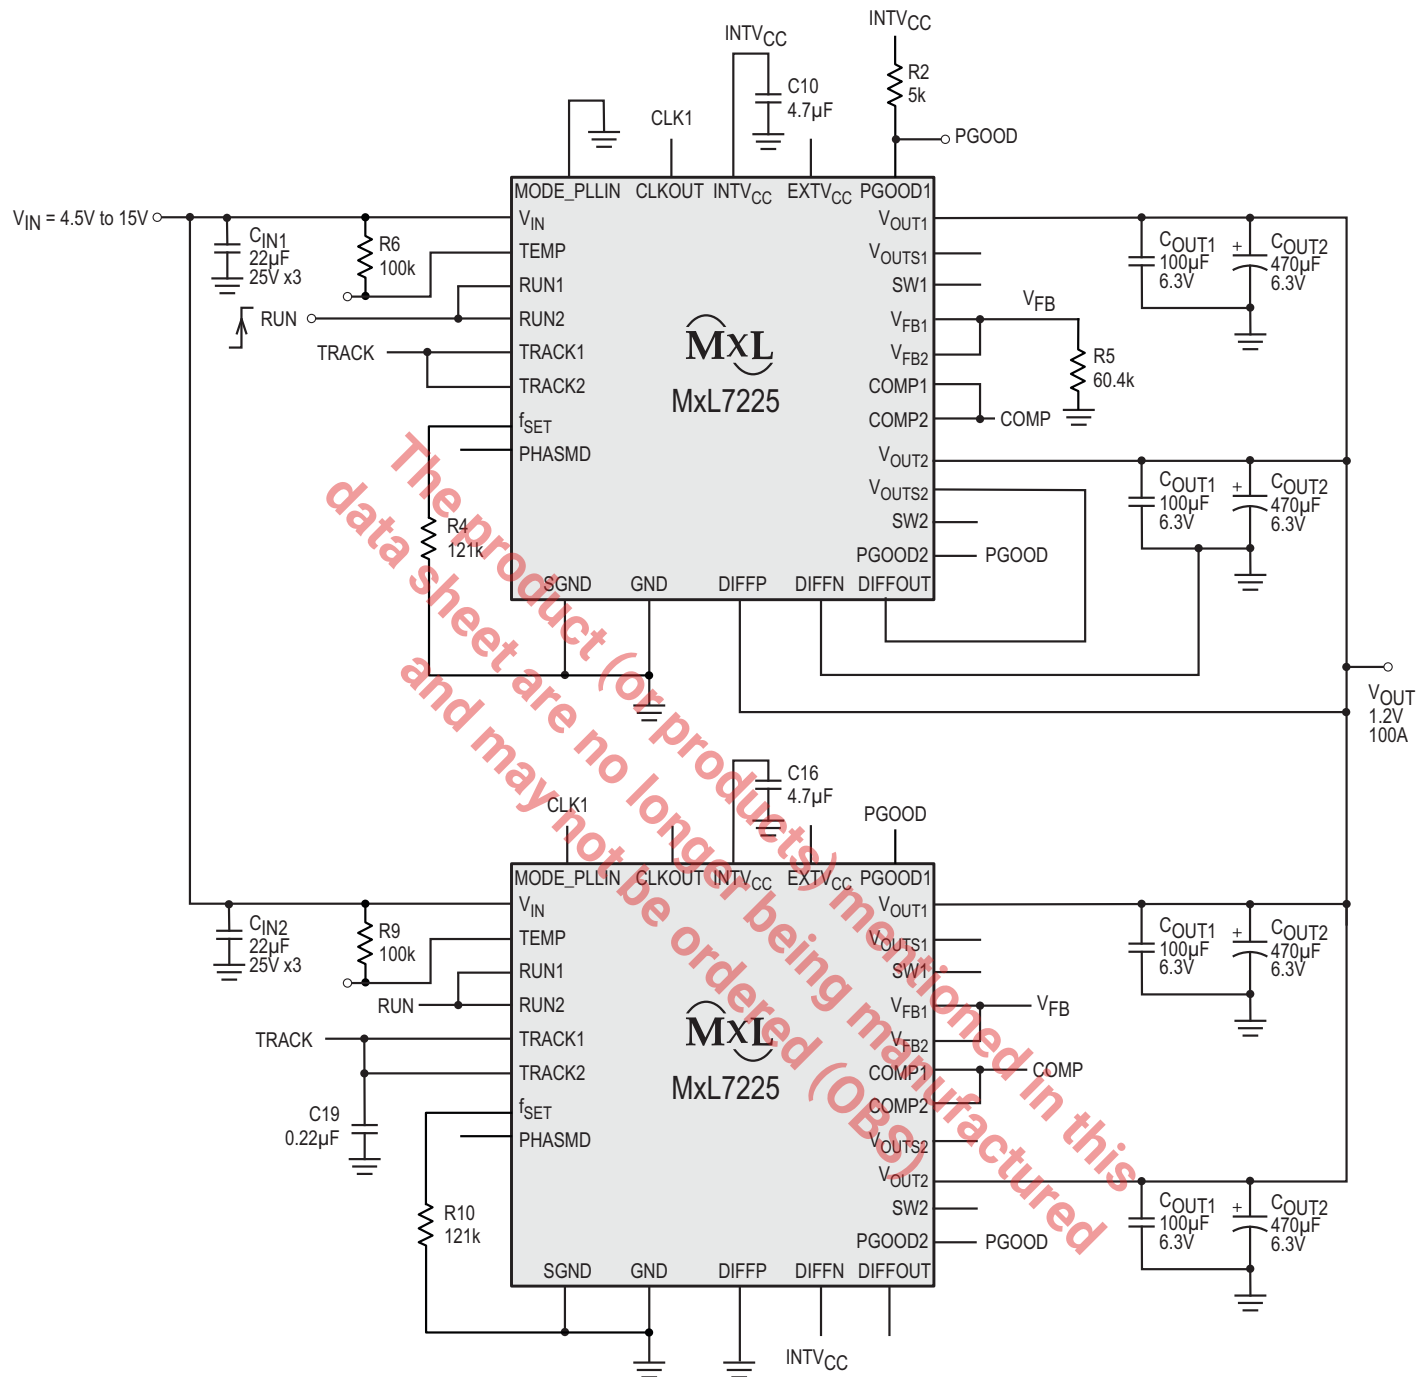 INTVCC
INTVCC
R2
5k
C10
4.7µF
CLK1
PGOOD
MODE_PLLIN CLKOUT INTVCC EXTVCC PGOOD1
VIN = 4.5V to 15V
CIN1
22µF
25V x3
R6
100k
RUN
TRACK
VIN
TEMP
RUN1
RUN2
TRACK1
TRACK2
fSET
PHASMD
R4
121k
MXL
MxL7225
VOUT1
VOUTS1
SW1
VFB1
VFB2
COMP1
COMP2
VOUT2
VOUTS2
SW2
PGOOD2
VFB
R5
60.4k
COMP
PGOOD
COUT1
100µF
6.3V
COUT2
470µF
6.3V
COUT1
100µF
6.3V
COUT2
470µF
6.3V
SGND GND DIFFP DIFFN DIFFOUT
VOUT
1.2V
100A
The product (or products) mentioned in this
data sheet are no longer being manufactured
and may not be ordered (OBS)
C16
4.7µF
CLK1
PGOOD
MODE_PLLIN CLKOUT INTVCC EXTVCC PGOOD1
CIN2
22µF
25V x3
R9
100k
RUN
TRACK
C19
0.22µF
VIN
TEMP
RUN1
RUN2
TRACK1
TRACK2
fSET
PHASMD
R10
121k
MXL
MxL7225
VOUT1
VOUTS1
SW1
VFB1
VFB2
COMP1
COMP2
VOUTS2
VOUT2
SW2
PGOOD2
VFB
COMP
PGOOD
COUT1
100µF
6.3V
COUT2
470µF
6.3V
COUT1
100µF
6.3V
COUT2
470µF
6.3V
SGND GND DIFFP DIFFN DIFFOUT
INTVCC